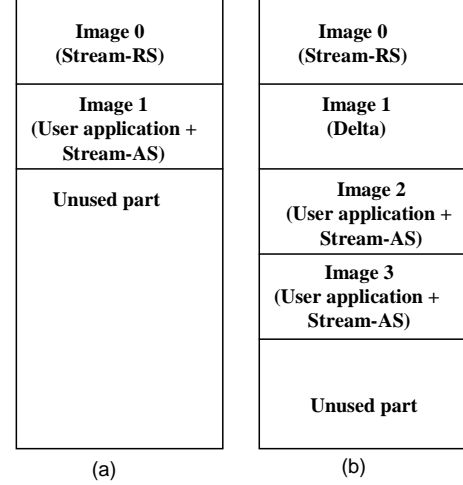 Image 0
(Stream-RS)
Image 1
(User application +
Stream-AS)
Unused part
(a)
Image 0
(Stream-RS)
Image 1
(Delta)
Image 2
(User application +
Stream-AS)
Image 3
(User application +
Stream-AS)
Unused part
(b)